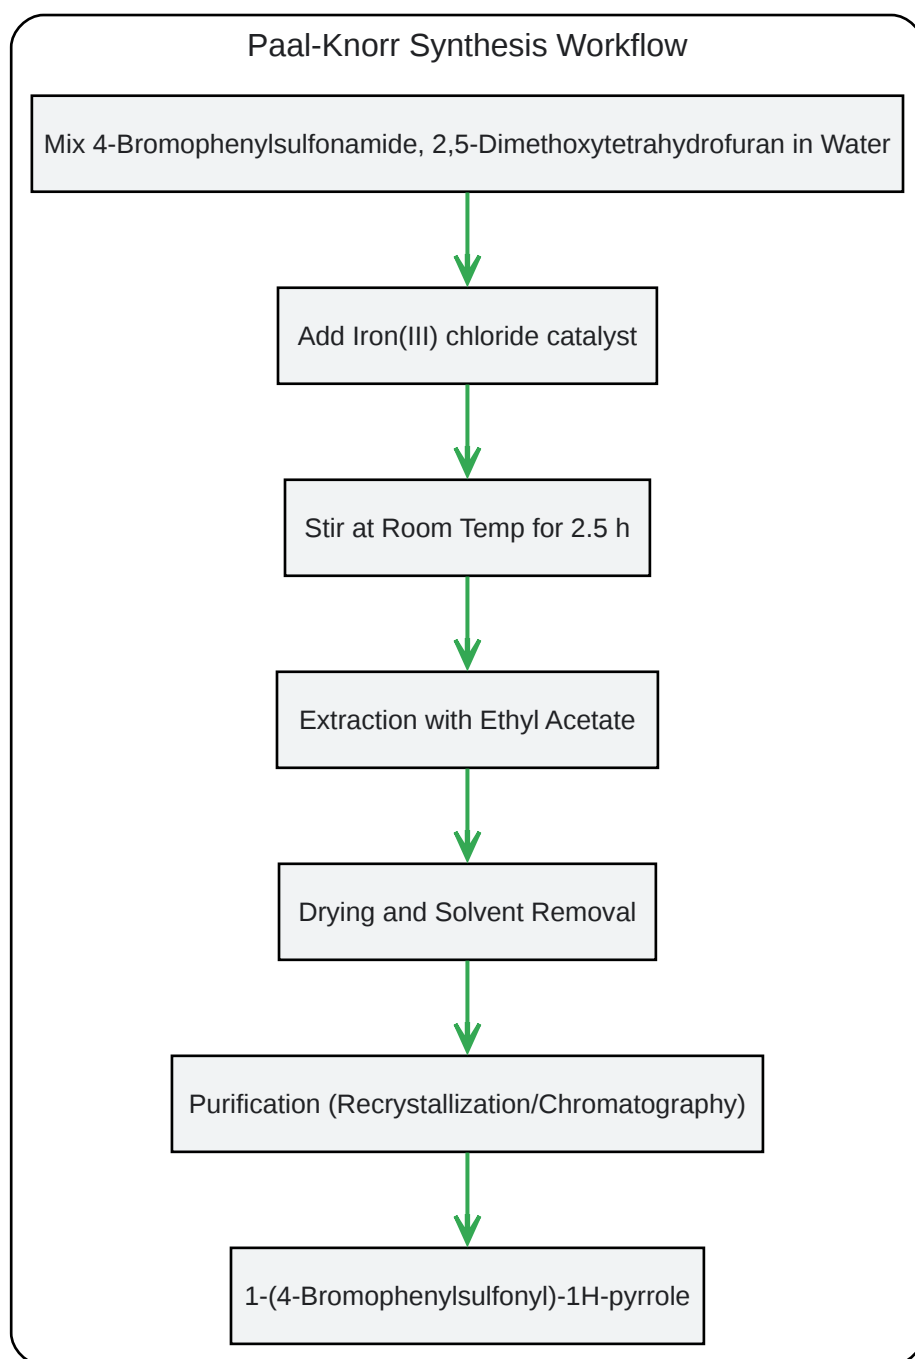 Paal-Knorr Synthesis Workflow
Mix 4-Bromophenylsulfonamide, 2,5-Dimethoxytetrahydrofuran in Water
Add Iron(III) chloride catalyst
Stir at Room Temp for 2.5 h
Extraction with Ethyl Acetate
Drying and Solvent Removal
Purification (Recrystallization/Chromatography)
1-(4-Bromophenylsulfonyl)-1H-pyrrole